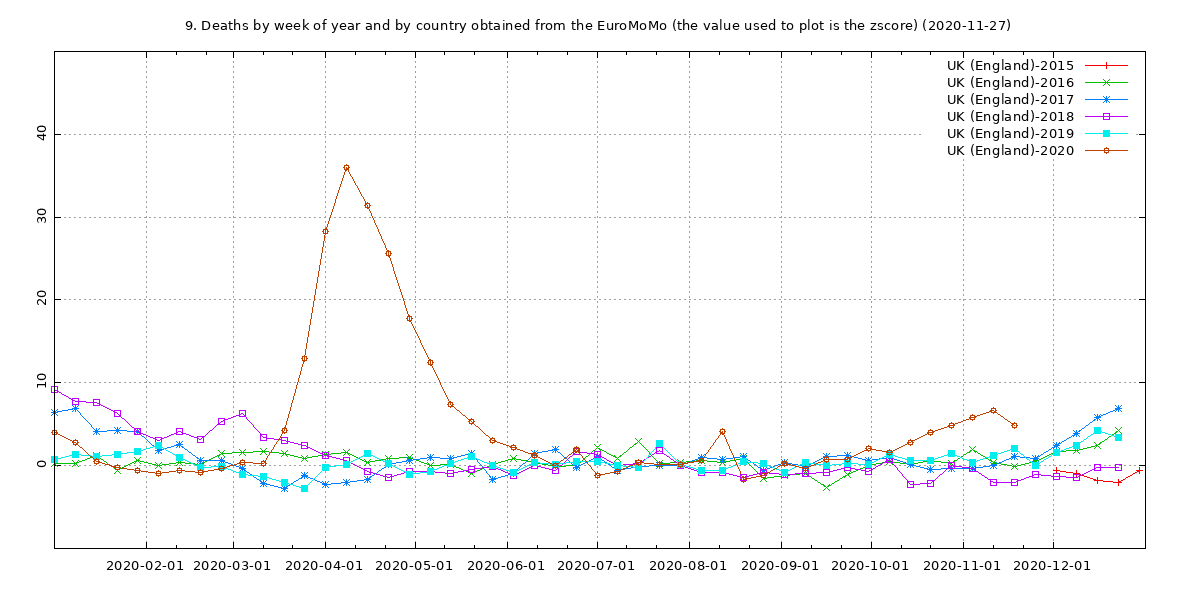 9. Deaths by week of year and by country obtained from the EuroMoMo (the value used to plot is the zscore) (2020-11-27)
UK (England)-2015
UK (England)-2016
UK (England)-2017
UK (England)-2018
UK (England)-2019
UK (England)-2020
40
30
20
10
0
2020-02-01 2020-03-01 2020-04-01 2020-05-01 2020-06-01 2020-07-01 2020-08-01 2020-09-01 2020-10-01 2020-11-01 2020-12-01